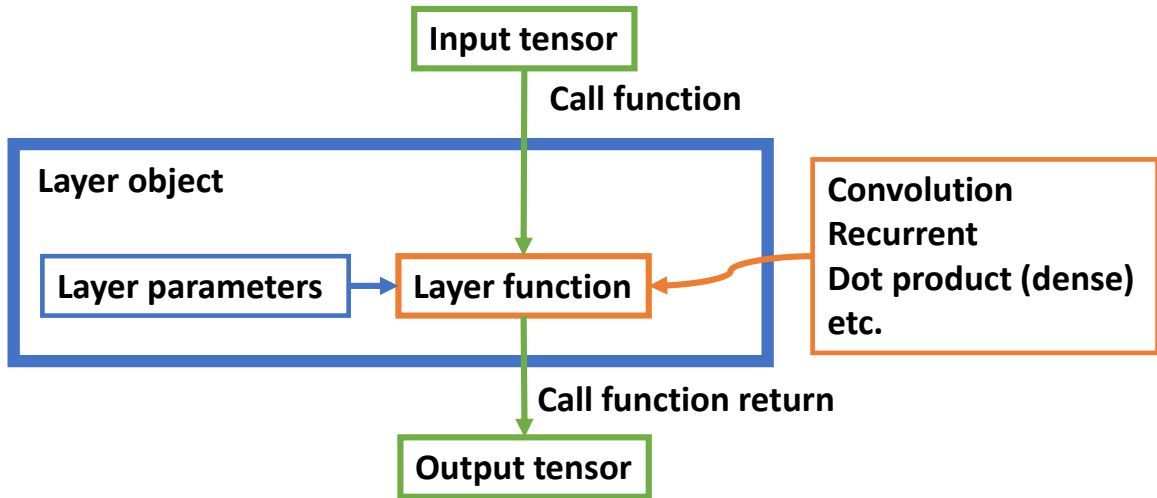 Input tensor
Call function
Layer object
Layer parameters
Layer function
Convolution
Recurrent
Dot product (dense)
etc.
Call function return
Output tensor